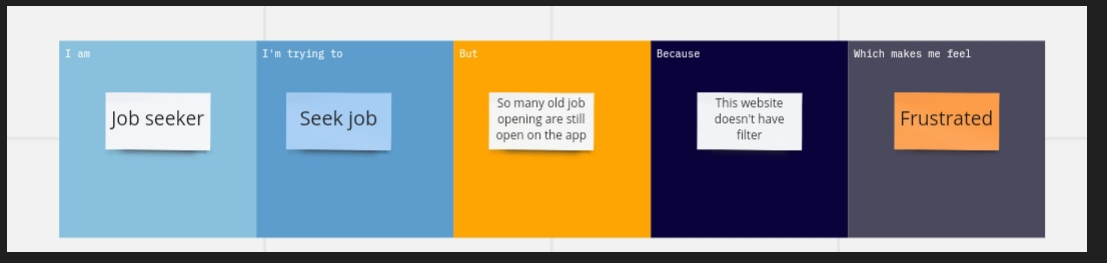 I am
Job seeker
I'm trying to
Seek job
But
So many old job
opening are still
open on the app
Because
This website
doesn't have
filter
Which makes me feel
Frustrated